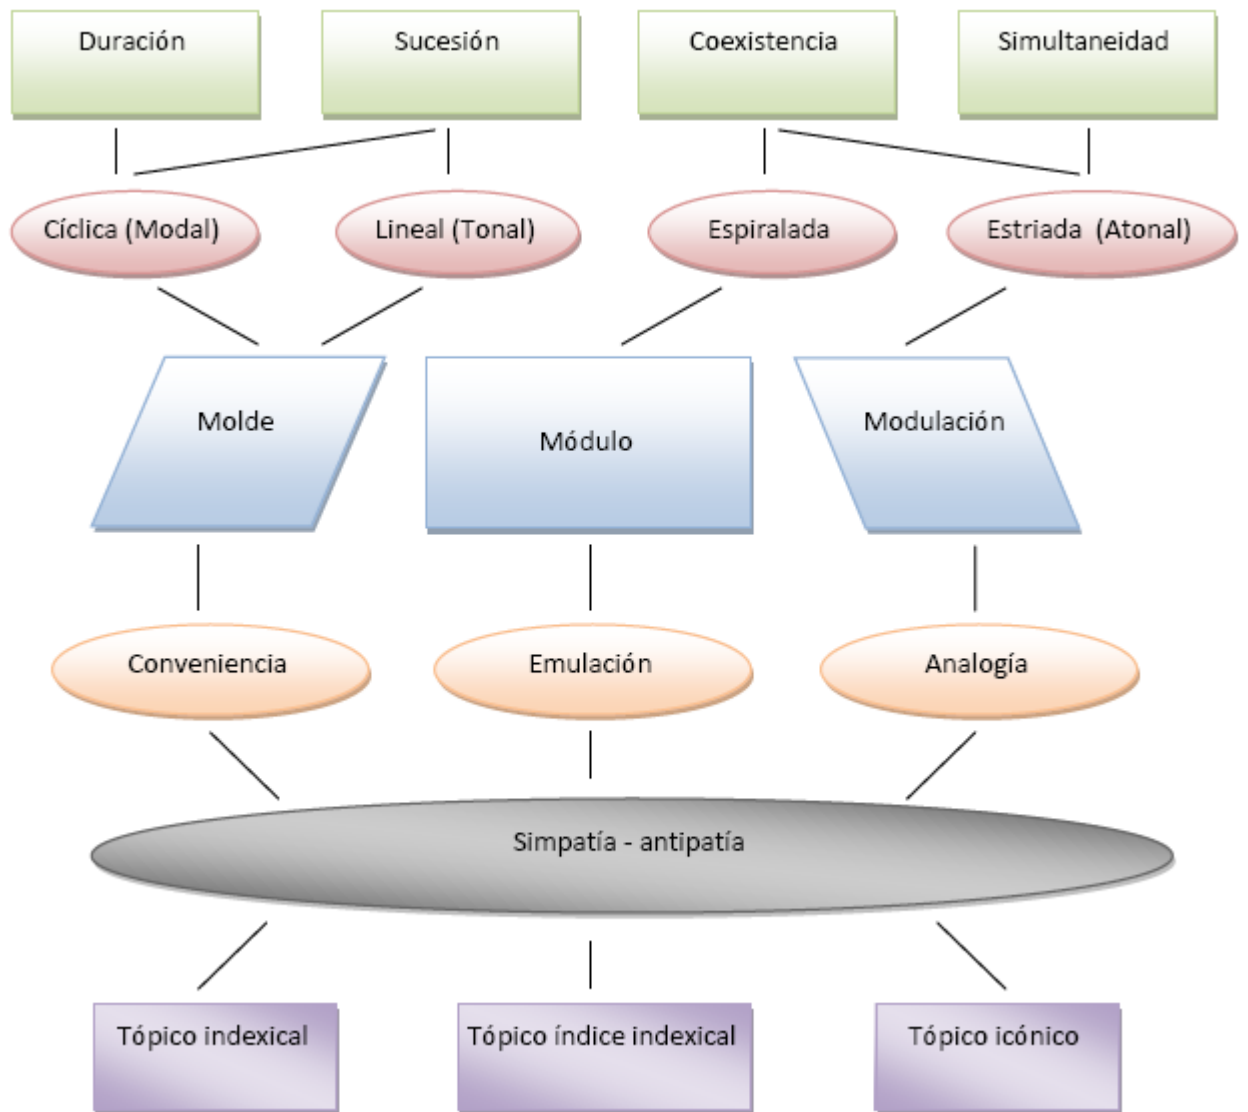 Duración
Sucesión
Coexistencia
Simultaneidad
Cíclica (Modal)
Lineal (Tonal)
Espiralada
Estriada (Atonal)
Molde
Módulo
Modulación
Conveniencia
Emulación
Analogía
Simpatía - antipatía
Tópico indexical
Tópico índice indexical
Tópico icónico